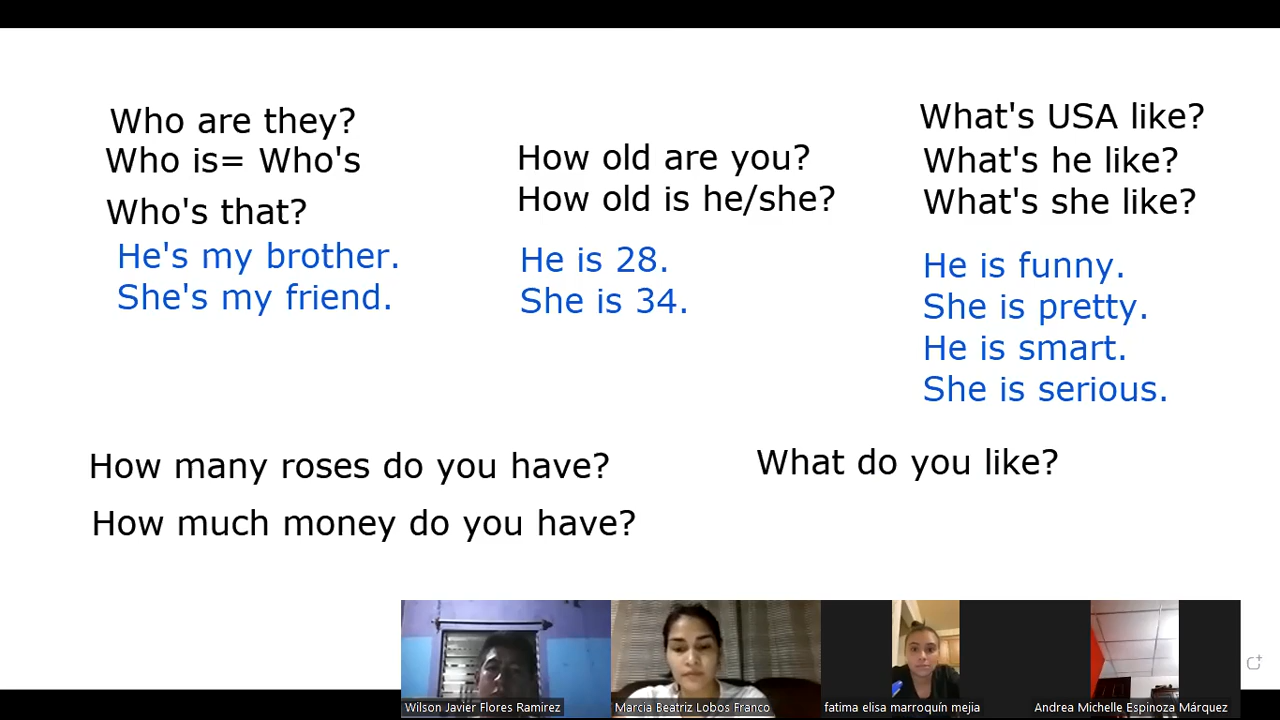 Who are they?
Who is= Who's
Who's that?
He's my brother.
She's my friend.
How old are you?
How old is he/she?
He is 28.
She is 34.
What's USA like?
What's he like?
What's she like?
He is funny.
She is pretty.
He is smart.
She is serious.
How many roses do you have?
How much money do you have?
What do you like?
Wilson Javier Flores Ramirez
Marcia Beatriz Lobos Franco
fatima elisa marroquín mejia
Andrea Michelle Espinoza Márquez